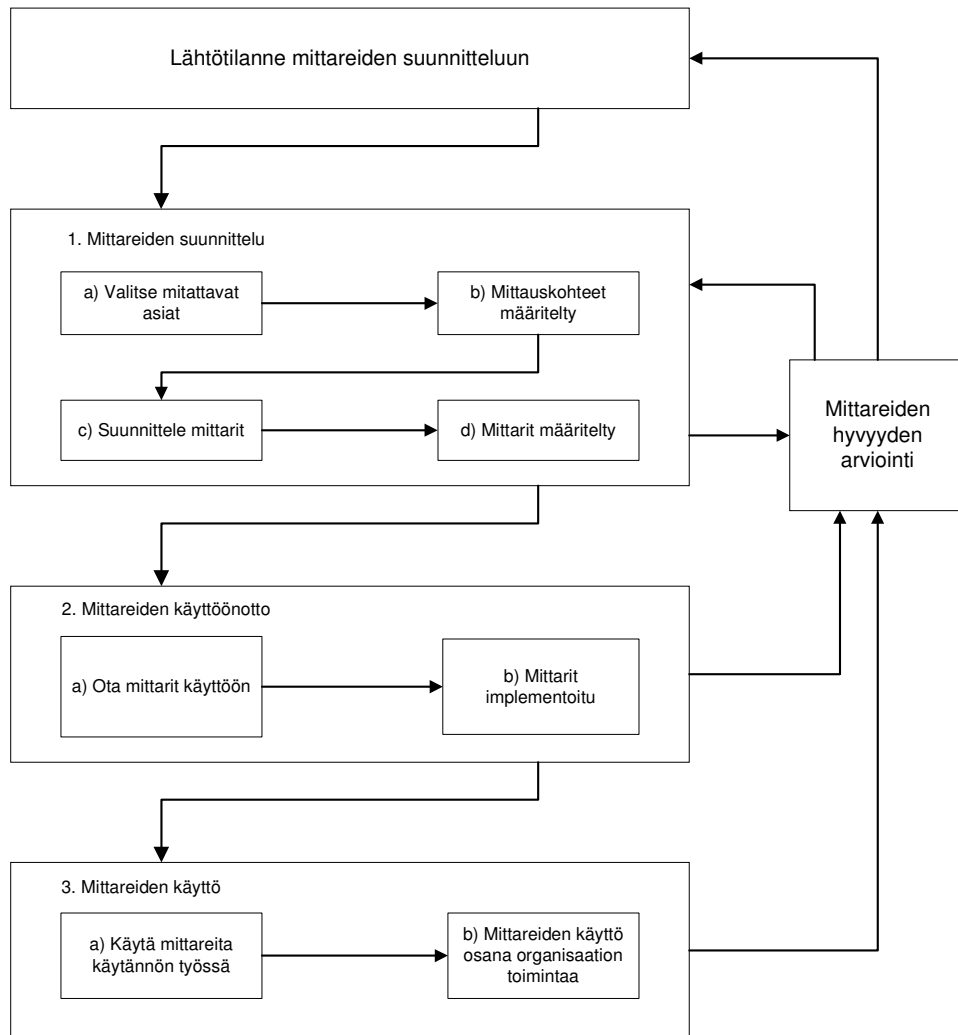 Lähtötilanne mittareiden suunnitteluun
1. Mittareiden suunnittelu
a) Valitse mitattavat
asiat
b) Mittauskohteet
määritelty
c) Suunnittele mittarit
d) Mittarit määritelty
Mittareiden
hyvyyden
arviointi
2. Mittareiden käyttöönotto
a) Ota mittarit käyttöön
b) Mittarit
implementoitu
3. Mittareiden käyttö
a) Käytä mittareita
käytännön työssä
b) Mittareiden käyttö
osana organisaation
toimintaa